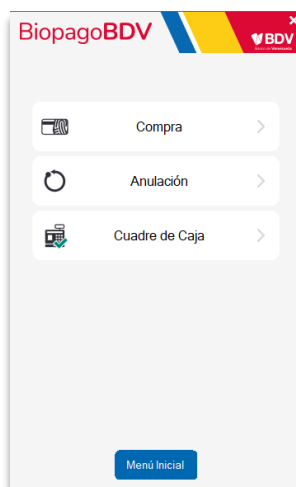 BiopagoBDV
BDV
Banco de Venezuela
Compra
Anulación
Cuadre de Caja
Menú Inicial